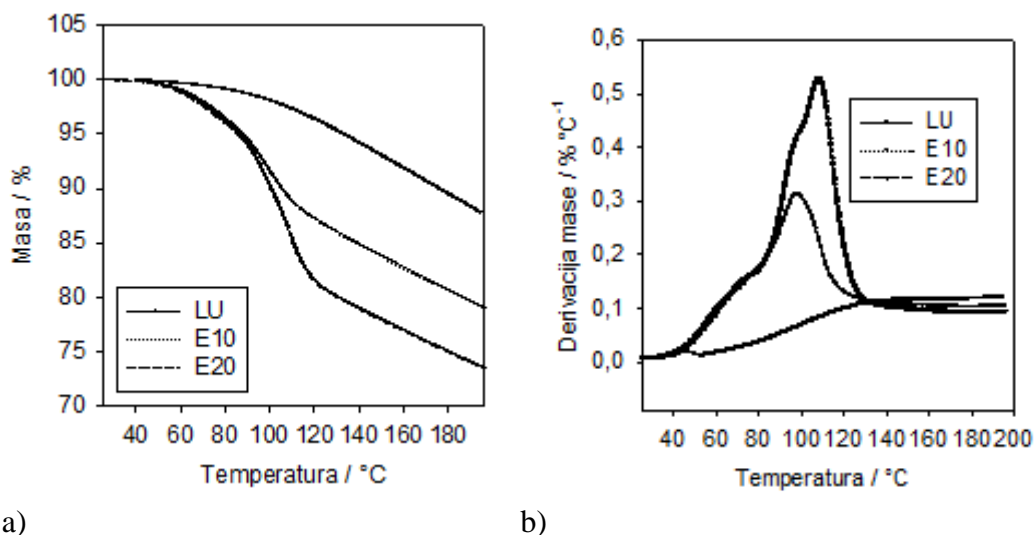 105
100
95
90
85
80
75
70
Masa / %
LU
E10
E20
40 60 80 100 120 140 160 180
Temperatura / °C
a)
0,6
0,5
0,4
0,3
0,2
0,1
0,0
Derivacija mase / % °C⁻¹
LU
E10
E20
40 60 80 100 120 140 160 180 200
Temperatura / °C
b)